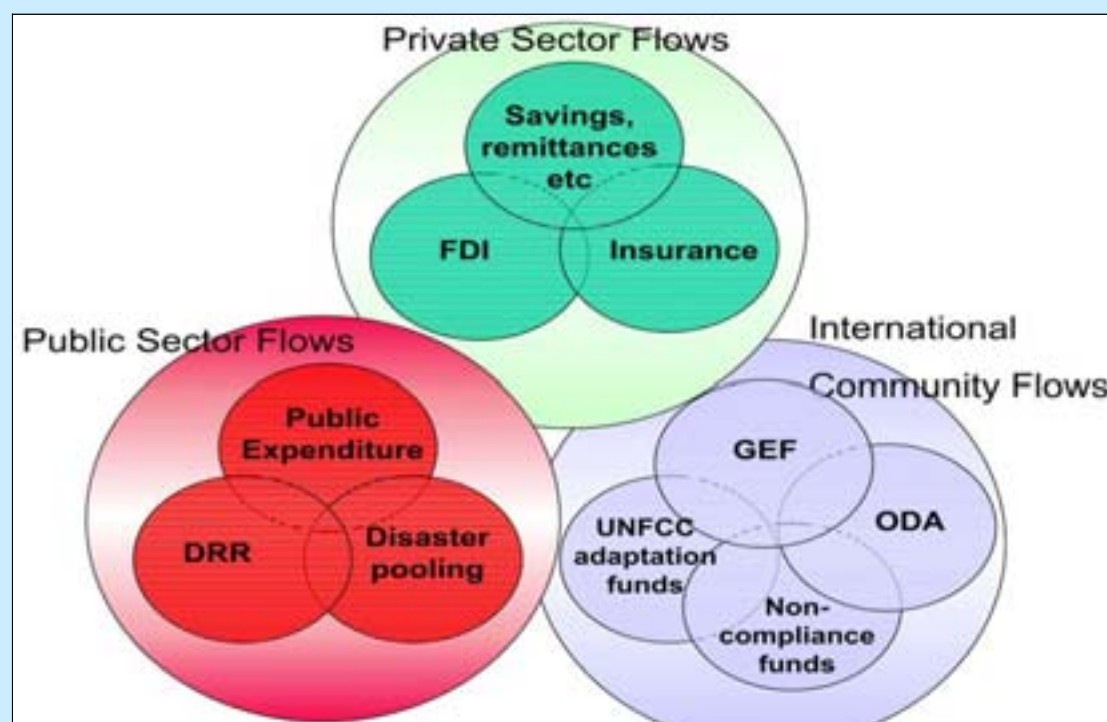 Private Sector Flows
Savings,
remittances
etc
FDI
Insurance
Public Sector Flows
Public
Expenditure
DRR
Disaster
pooling
International
Community Flows
GEF
ODA
UNFCC
adaptation
funds
Non-
compliance
funds